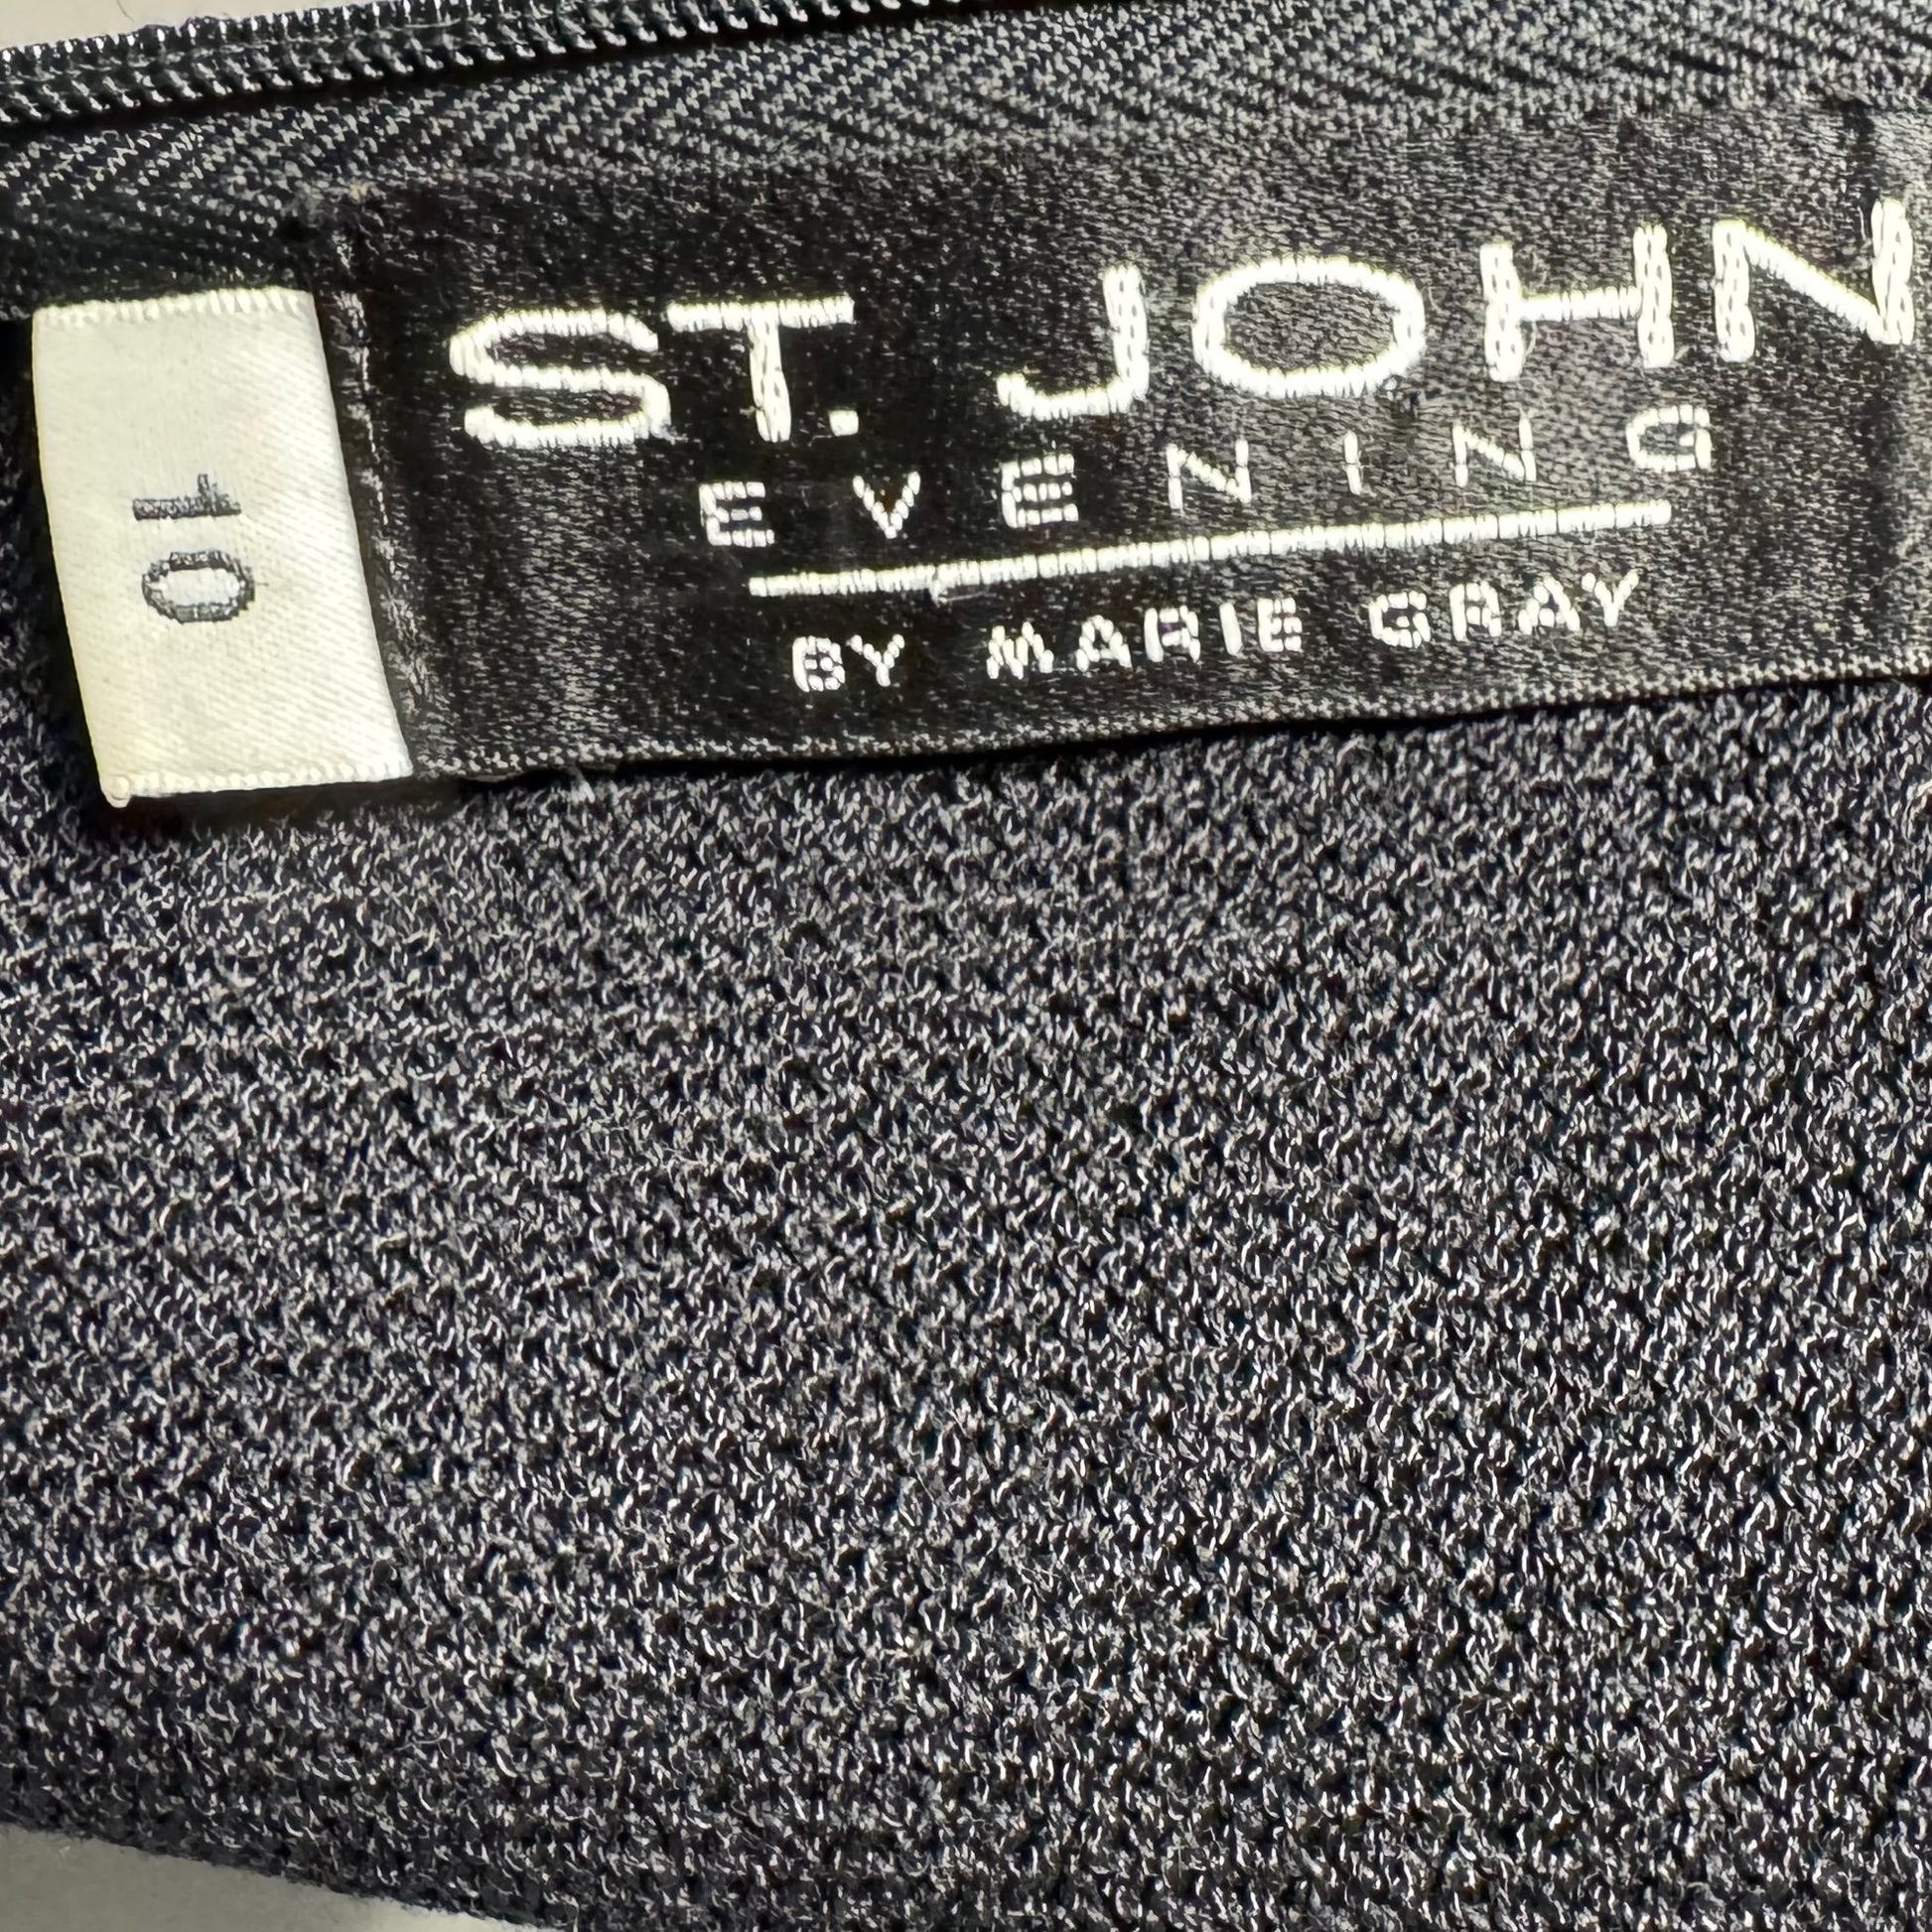 ST. JOHN
EVENING
BY MARIE GRAY
10